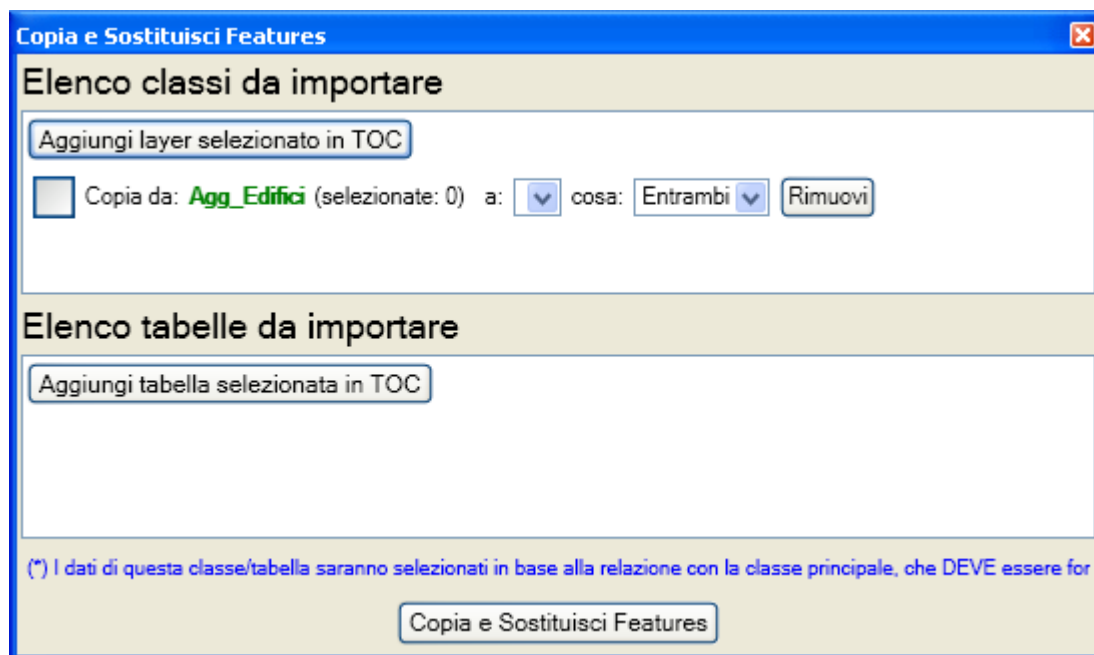 Copia e Sostituisci Features
Elenco classi da importare
Aggiungi layer selezionato in TOC
Copia da: Agg_Edifici (selezionate: 0) a: cosa: Entrambi Rimuovi
Elenco tabelle da importare
Aggiungi tabella selezionata in TOC
(*) I dati di questa classe/tabella saranno selezionati in base alla relazione con la classe principale, che DEVE essere for
Copia e Sostituisci Features